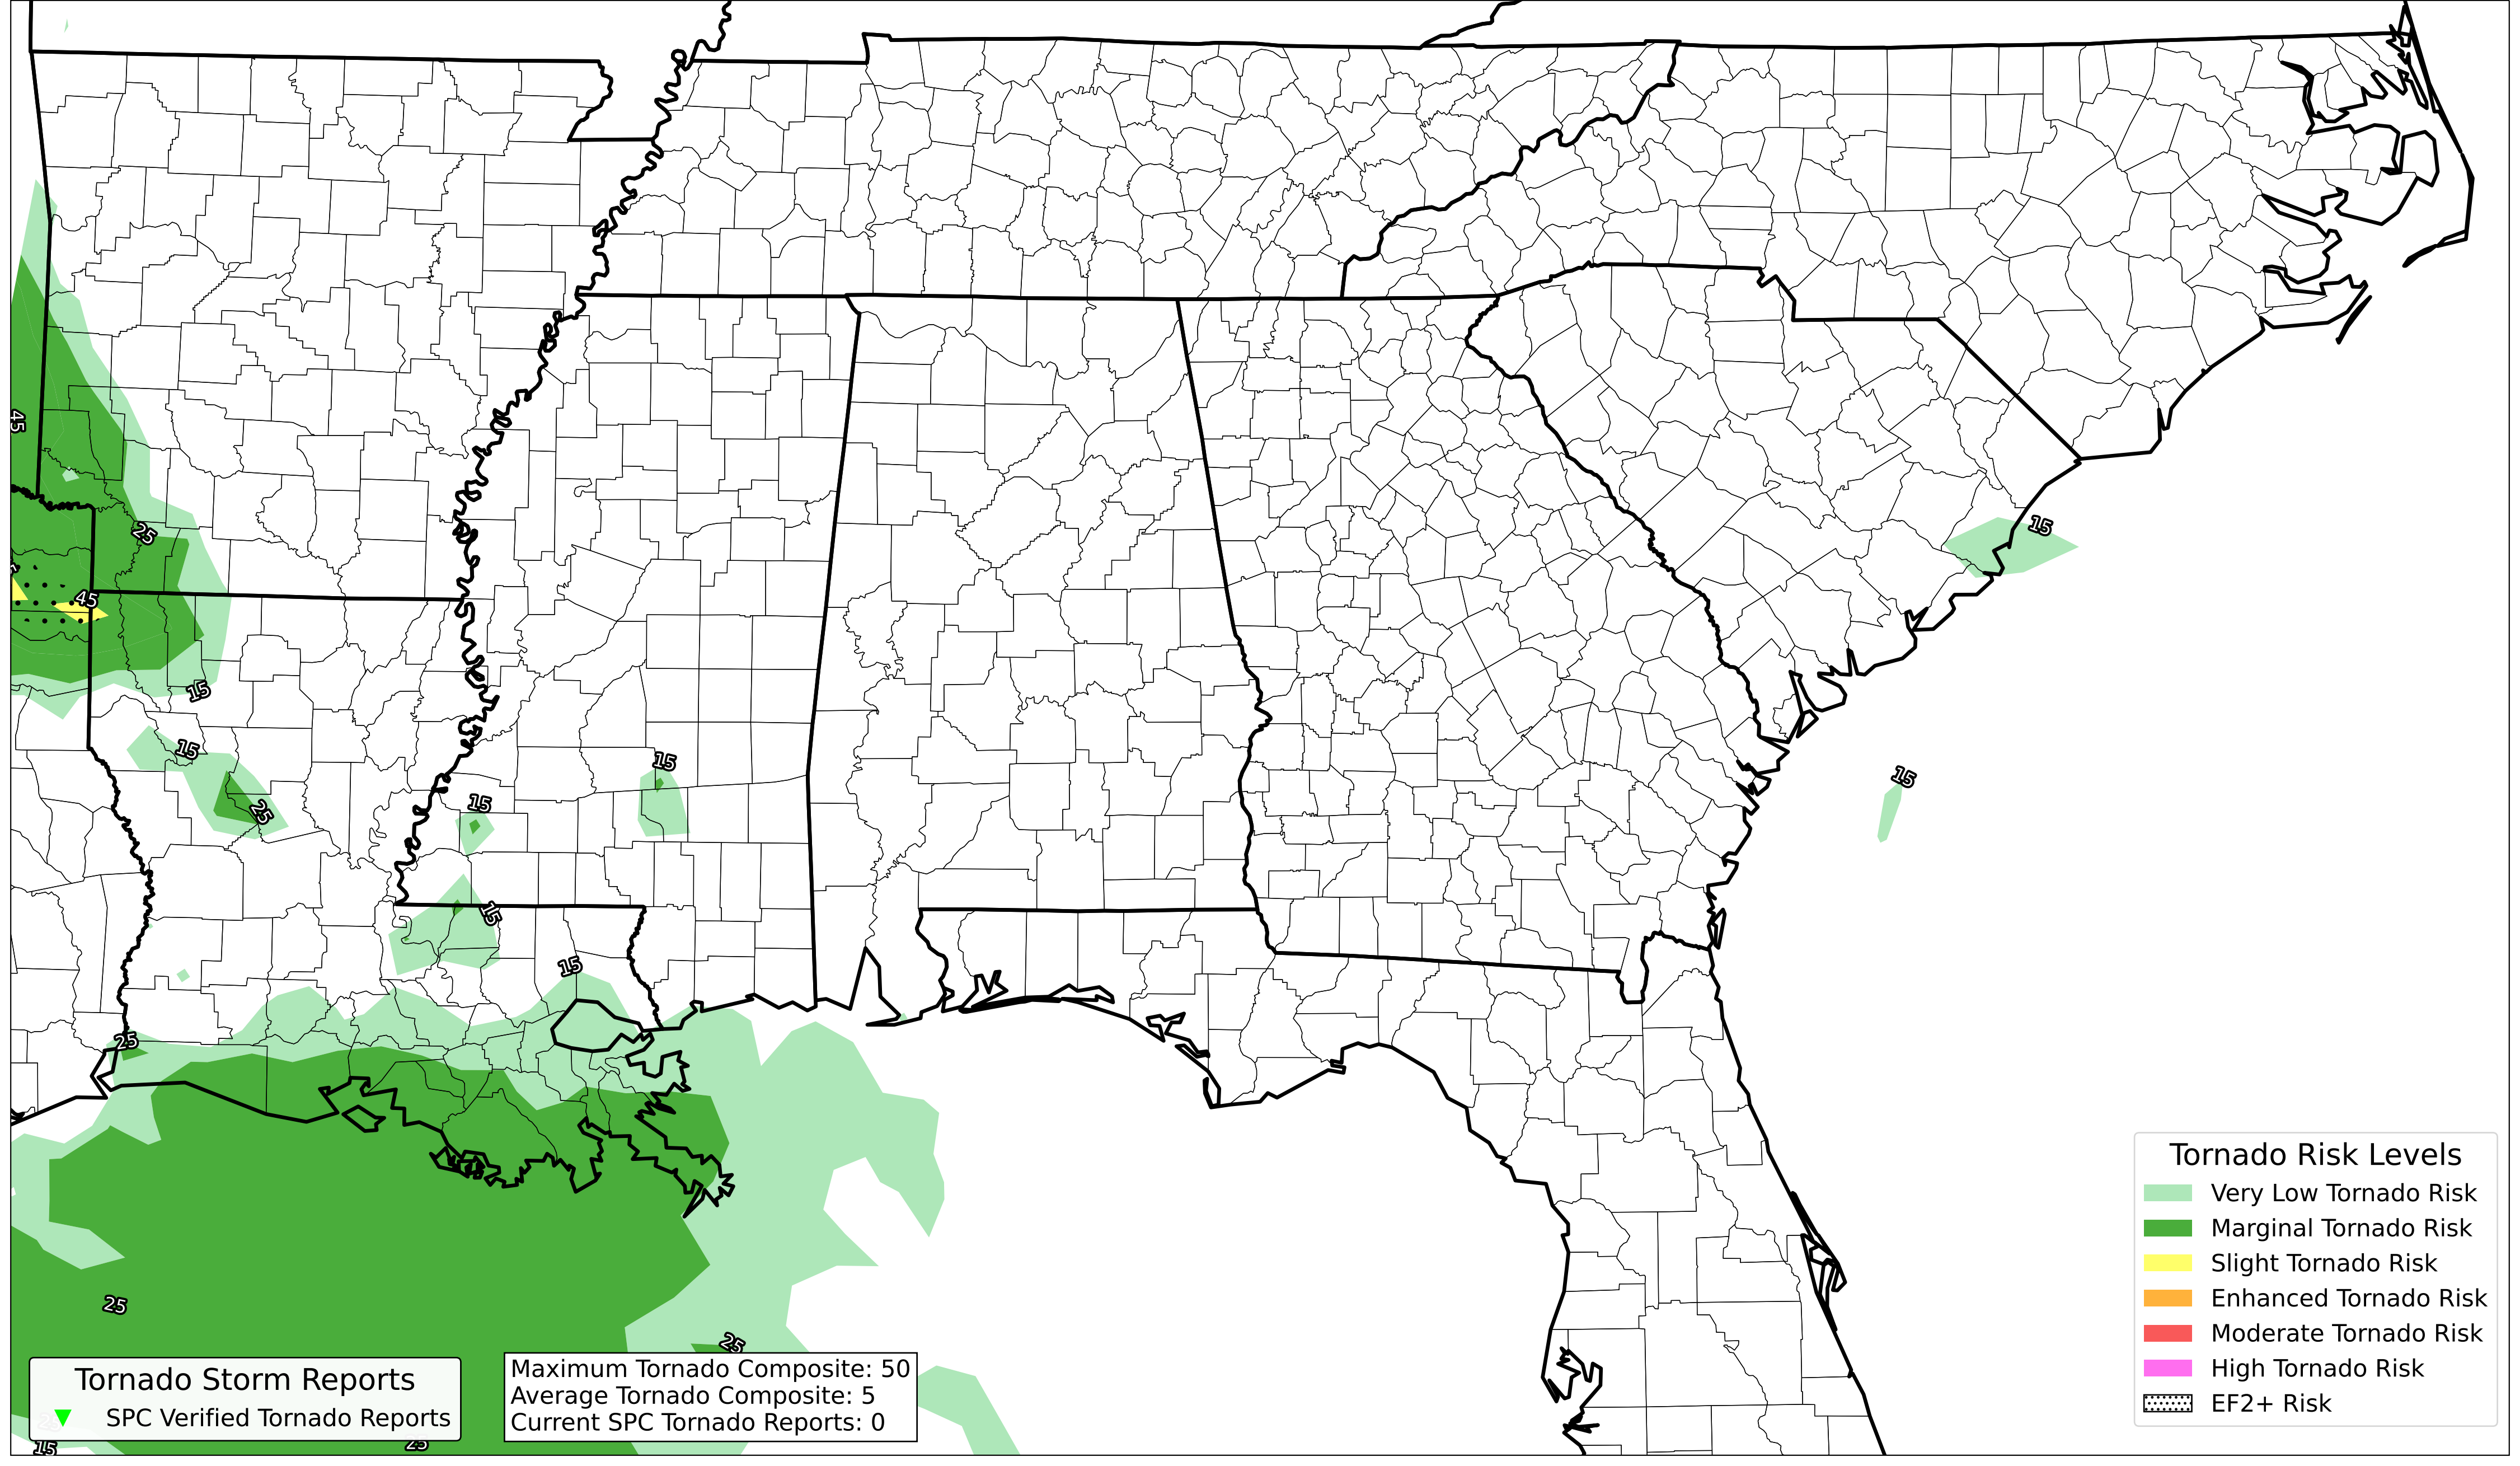 45
25
45
15
15
25
15
15
15
15
25
15
15
25
25
25
15
Tornado Storm Reports
SPC Verified Tornado Reports
Maximum Tornado Composite: 50
Average Tornado Composite: 5
Current SPC Tornado Reports: 0
Tornado Risk Levels
Very Low Tornado Risk
Marginal Tornado Risk
Slight Tornado Risk
Enhanced Tornado Risk
Moderate Tornado Risk
High Tornado Risk
EF2+ Risk